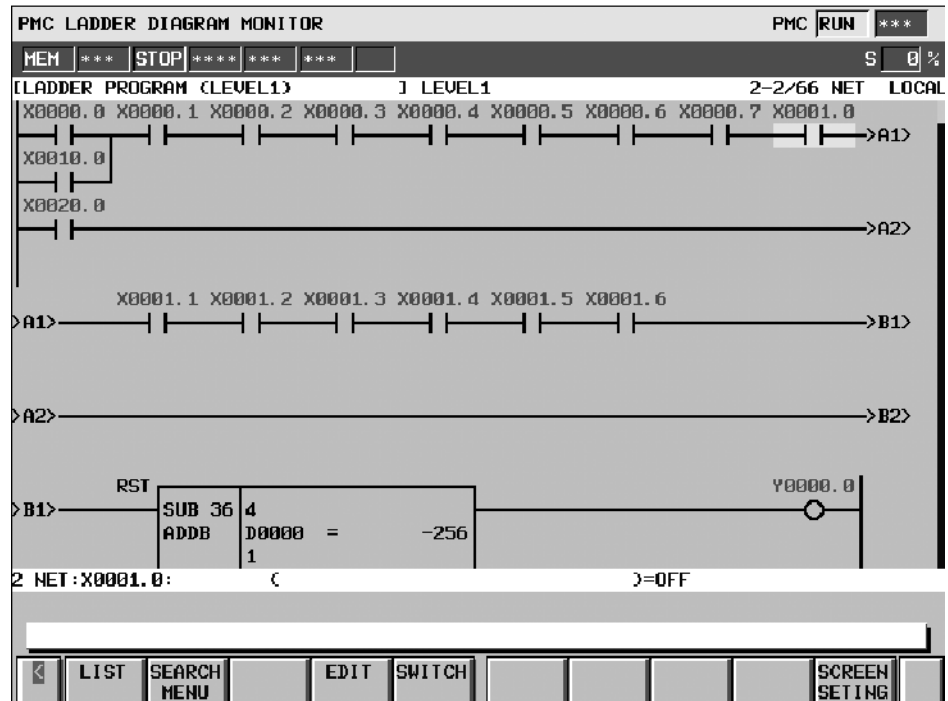 PMC LADDER DIAGRAM MONITOR PMC RUN ***
MEM *** STOP **** *** *** S 0 %
[LADDER PROGRAM (LEVEL1) ] LEVEL1 2-2/66 NET LOCAL
X0000.0 X0000.1 X0000.2 X0000.3 X0000.4 X0000.5 X0000.6 X0000.7 X0001.0
>A1>
X0010.0
X0020.0
>A2>
X0001.1 X0001.2 X0001.3 X0001.4 X0001.5 X0001.6
>A1> >B1>
>A2> >B2>
RST Y0000.0
>B1> SUB 36 4
ADDB D0000 = -256
1
2 NET:X0001.0: ( )=OFF
< LIST SEARCH MENU EDIT SWITCH SCREEN SETING